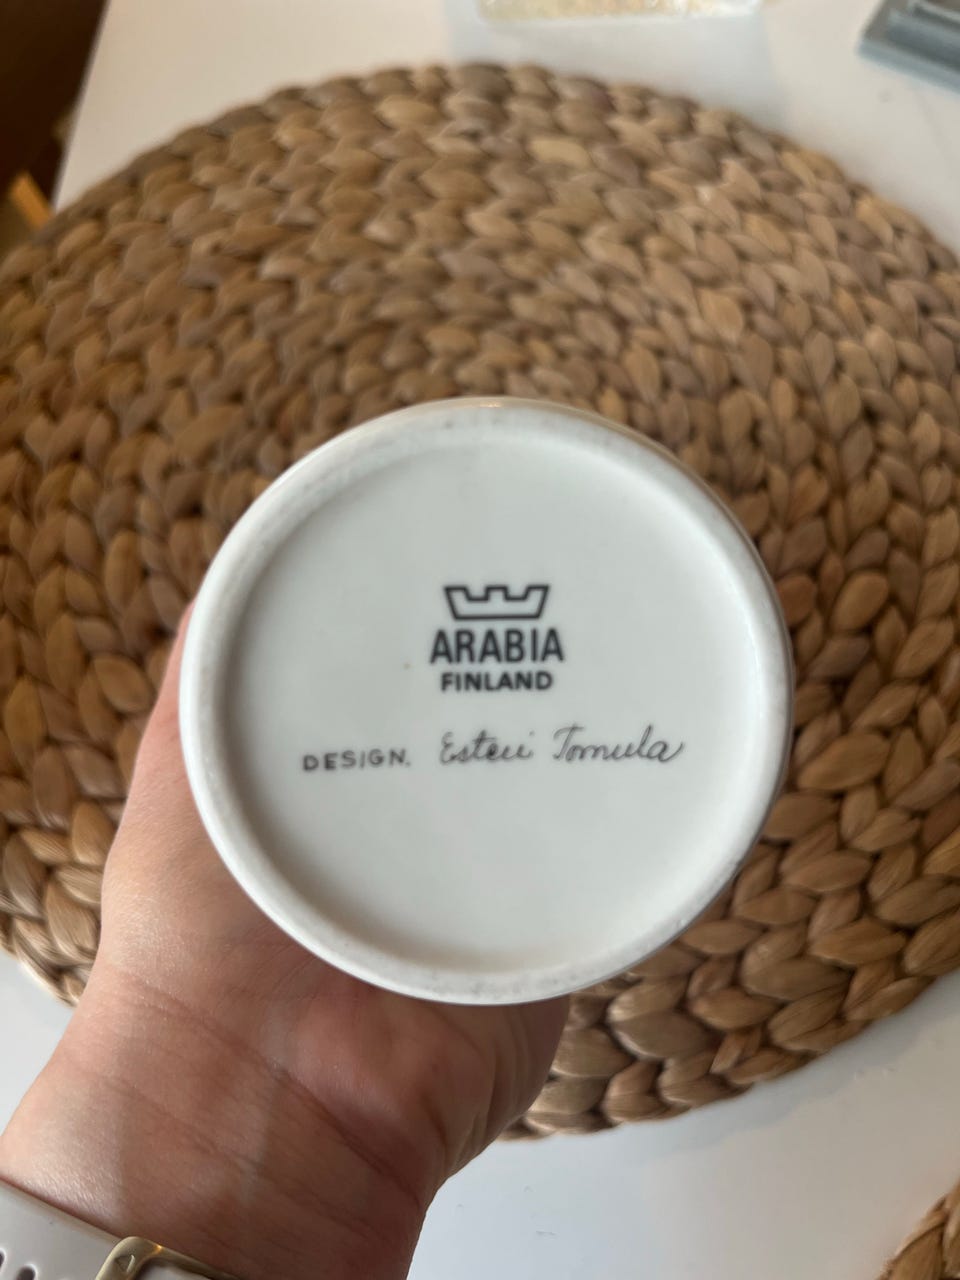 ARABIA
FINLAND
DESIGN. Esteri Tomula